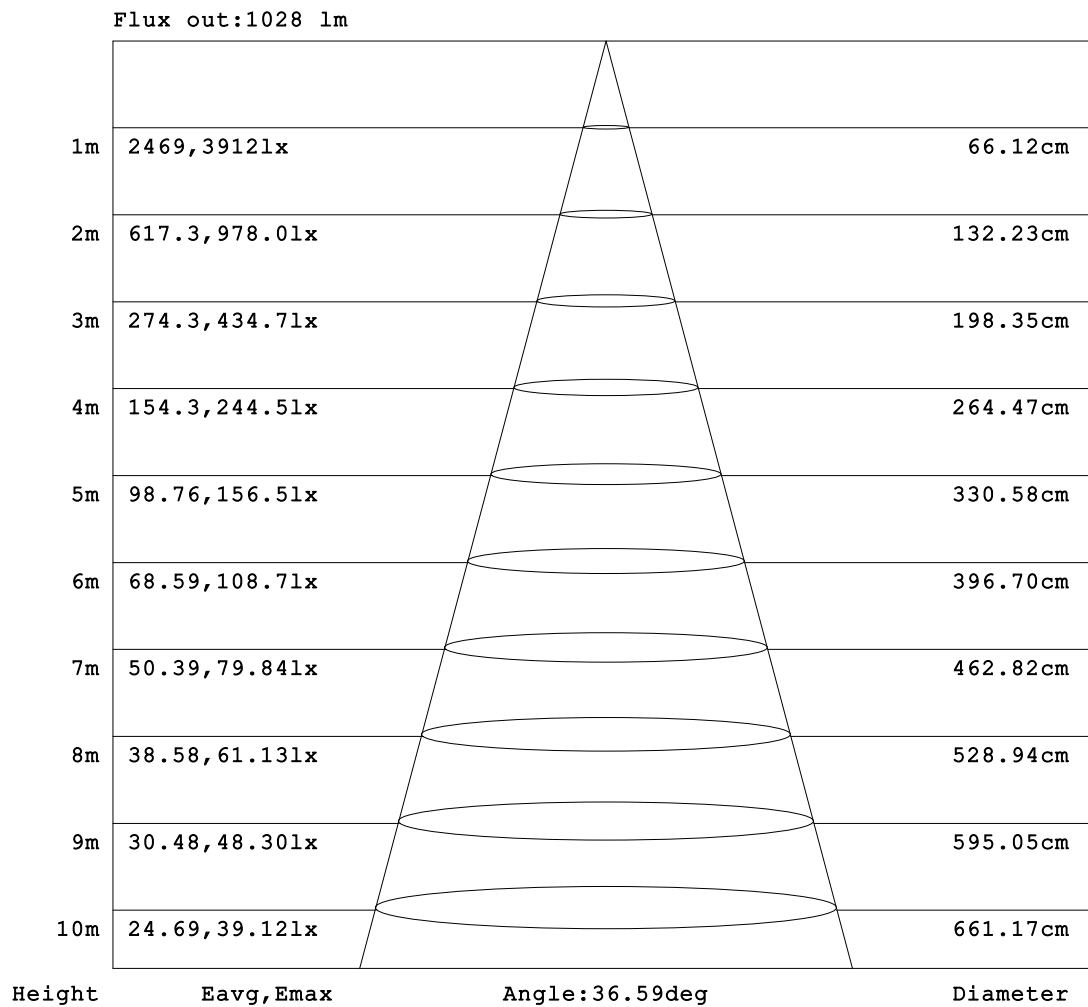 Flux out:1028 lm
1m 2469,3912lx 66.12cm
2m 617.3,978.0lx 132.23cm
3m 274.3,434.7lx 198.35cm
4m 154.3,244.5lx 264.47cm
5m 98.76,156.5lx 330.58cm
6m 68.59,108.7lx 396.70cm
7m 50.39,79.84lx 462.82cm
8m 38.58,61.13lx 528.94cm
9m 30.48,48.30lx 595.05cm
10m 24.69,39.12lx 661.17cm
Height Eavg,Emax Angle:36.59deg Diameter